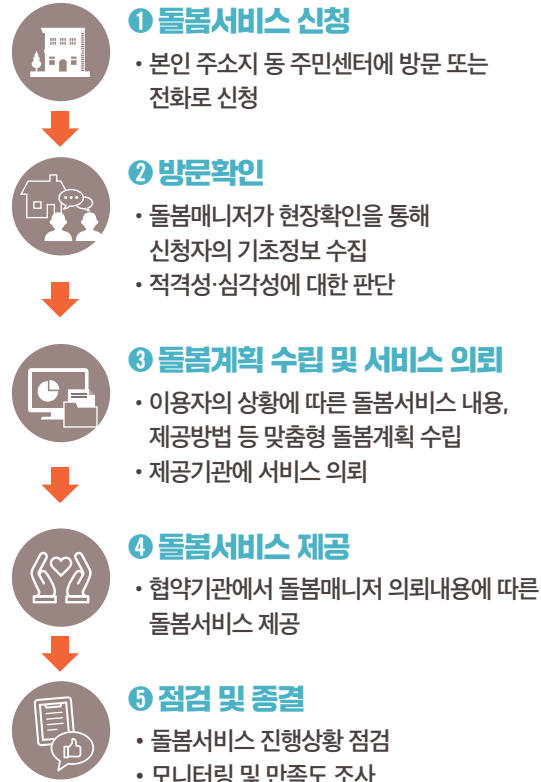 ❶ 돌봄서비스 신청
• 본인 주소지 동 주민센터에 방문 또는
전화로 신청
❷ 방문확인
• 돌봄매니저가 현장확인을 통해
신청자의 기초정보 수집
• 적격성·심각성에 대한 판단
❸ 돌봄계획 수립 및 서비스 의뢰
• 이용자의 상황에 따른 돌봄서비스 내용,
제공방법 등 맞춤형 돌봄계획 수립
• 제공기관에 서비스 의뢰
❹ 돌봄서비스 제공
• 협약기관에서 돌봄매니저 의뢰내용에 따른
돌봄서비스 제공
❺ 점검 및 종결
• 돌봄서비스 진행상황 점검
• 모니터링 및 만족도 조사